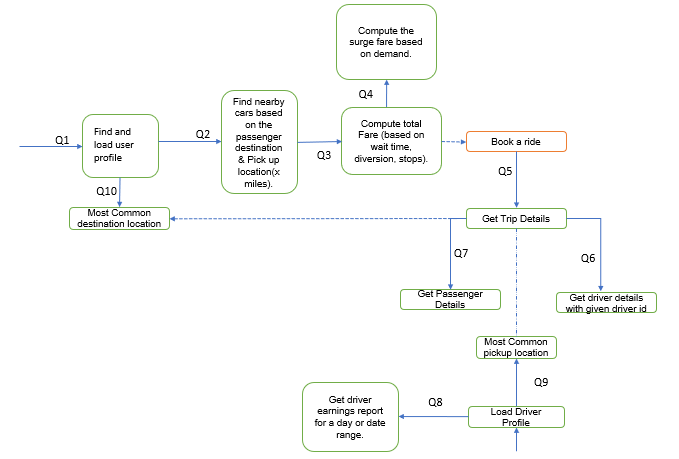 Compute the
surge fare based
on demand.
Q4
Find nearby
cars based on
the
passenger
destination
& Pick up
location(x
miles).
Q1
Find and
load user
profile
Q2
Q3
Compute total
Fare (based on
wait time,
diversion, stops).
Book a ride
Q5
Q10
Most Common
destination location
Get Trip Details
Q7
Q6
Get Passenger
Details
Get driver details
with given driver id
Most Common
pickup location
Q9
Get driver
earnings report
for a day or date
range.
Q8
Load Driver
Profile